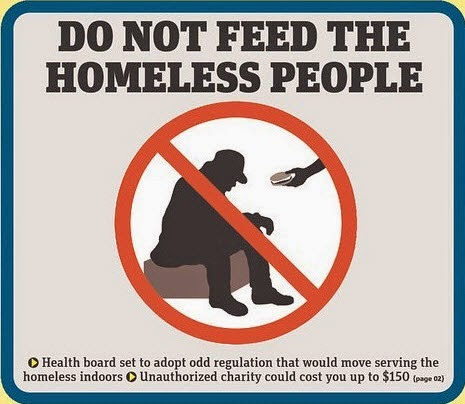 DO NOT FEED THE
HOMELESS PEOPLE
Health board set to adopt odd regulation that would move serving the
homeless indoors Unauthorized charity could cost you up to $150 (page 02)